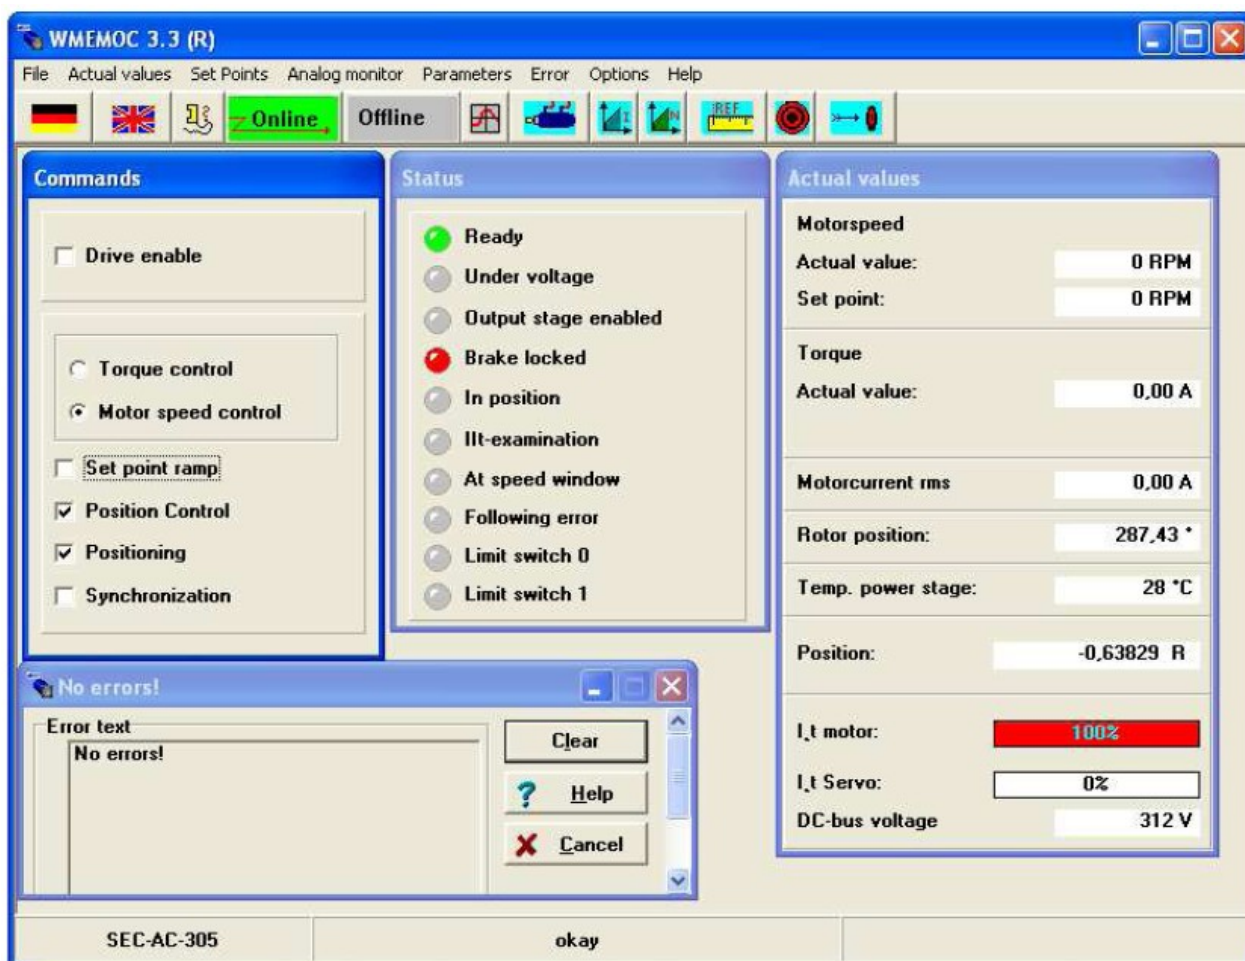 WMEMOC 3.3 (R)
File Actual values Set Points Analog monitor Parameters Error Options Help
Online Offline I N REF
Commands
Drive enable
Torque control
Motor speed control
Set point ramp
Position Control
Positioning
Synchronization
Status
Ready
Under voltage
Output stage enabled
Brake locked
In position
IIt-examination
At speed window
Following error
Limit switch 0
Limit switch 1
Actual values
Motorspeed
Actual value: 0 RPM
Set point: 0 RPM
Torque
Actual value: 0,00 A
Motorcurrent rms 0,00 A
Rotor position: 287,43 °
Temp. power stage: 28 °C
Position: -0,63829 R
I,t motor: 100%
I,t Servo: 0%
DC-bus voltage 312 V
No errors!
Error text
No errors!
Clear
? Help
Cancel
SEC-AC-305 okay